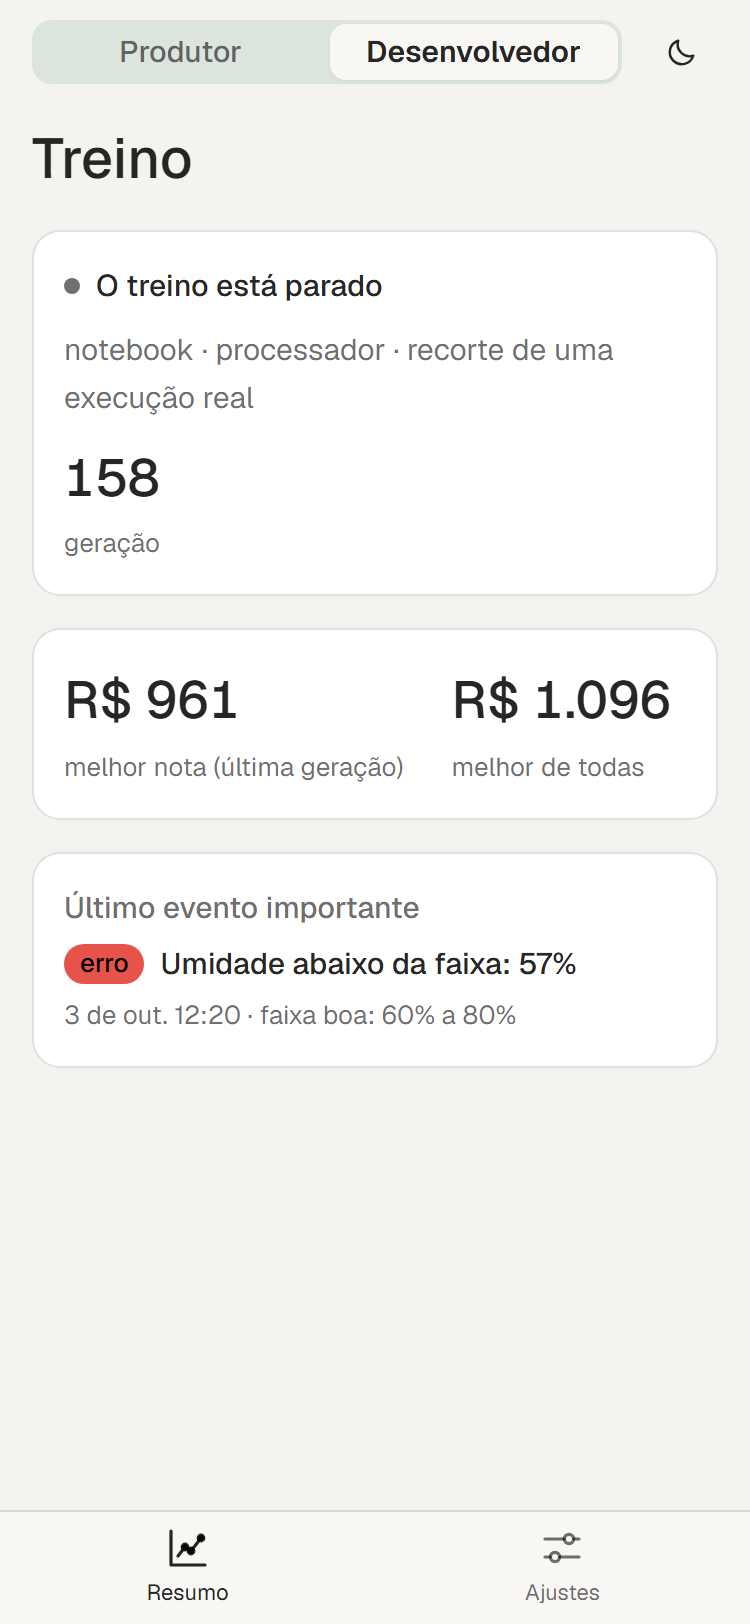 Produtor
Desenvolvedor
Treino
O treino está parado
notebook · processador · recorte de uma
execução real
158
geração
R$ 961
R$ 1.096
melhor nota (última geração)
melhor de todas
Último evento importante
erro Umidade abaixo da faixa: 57%
3 de out. 12:20 · faixa boa: 60% a 80%
Resumo
Ajustes